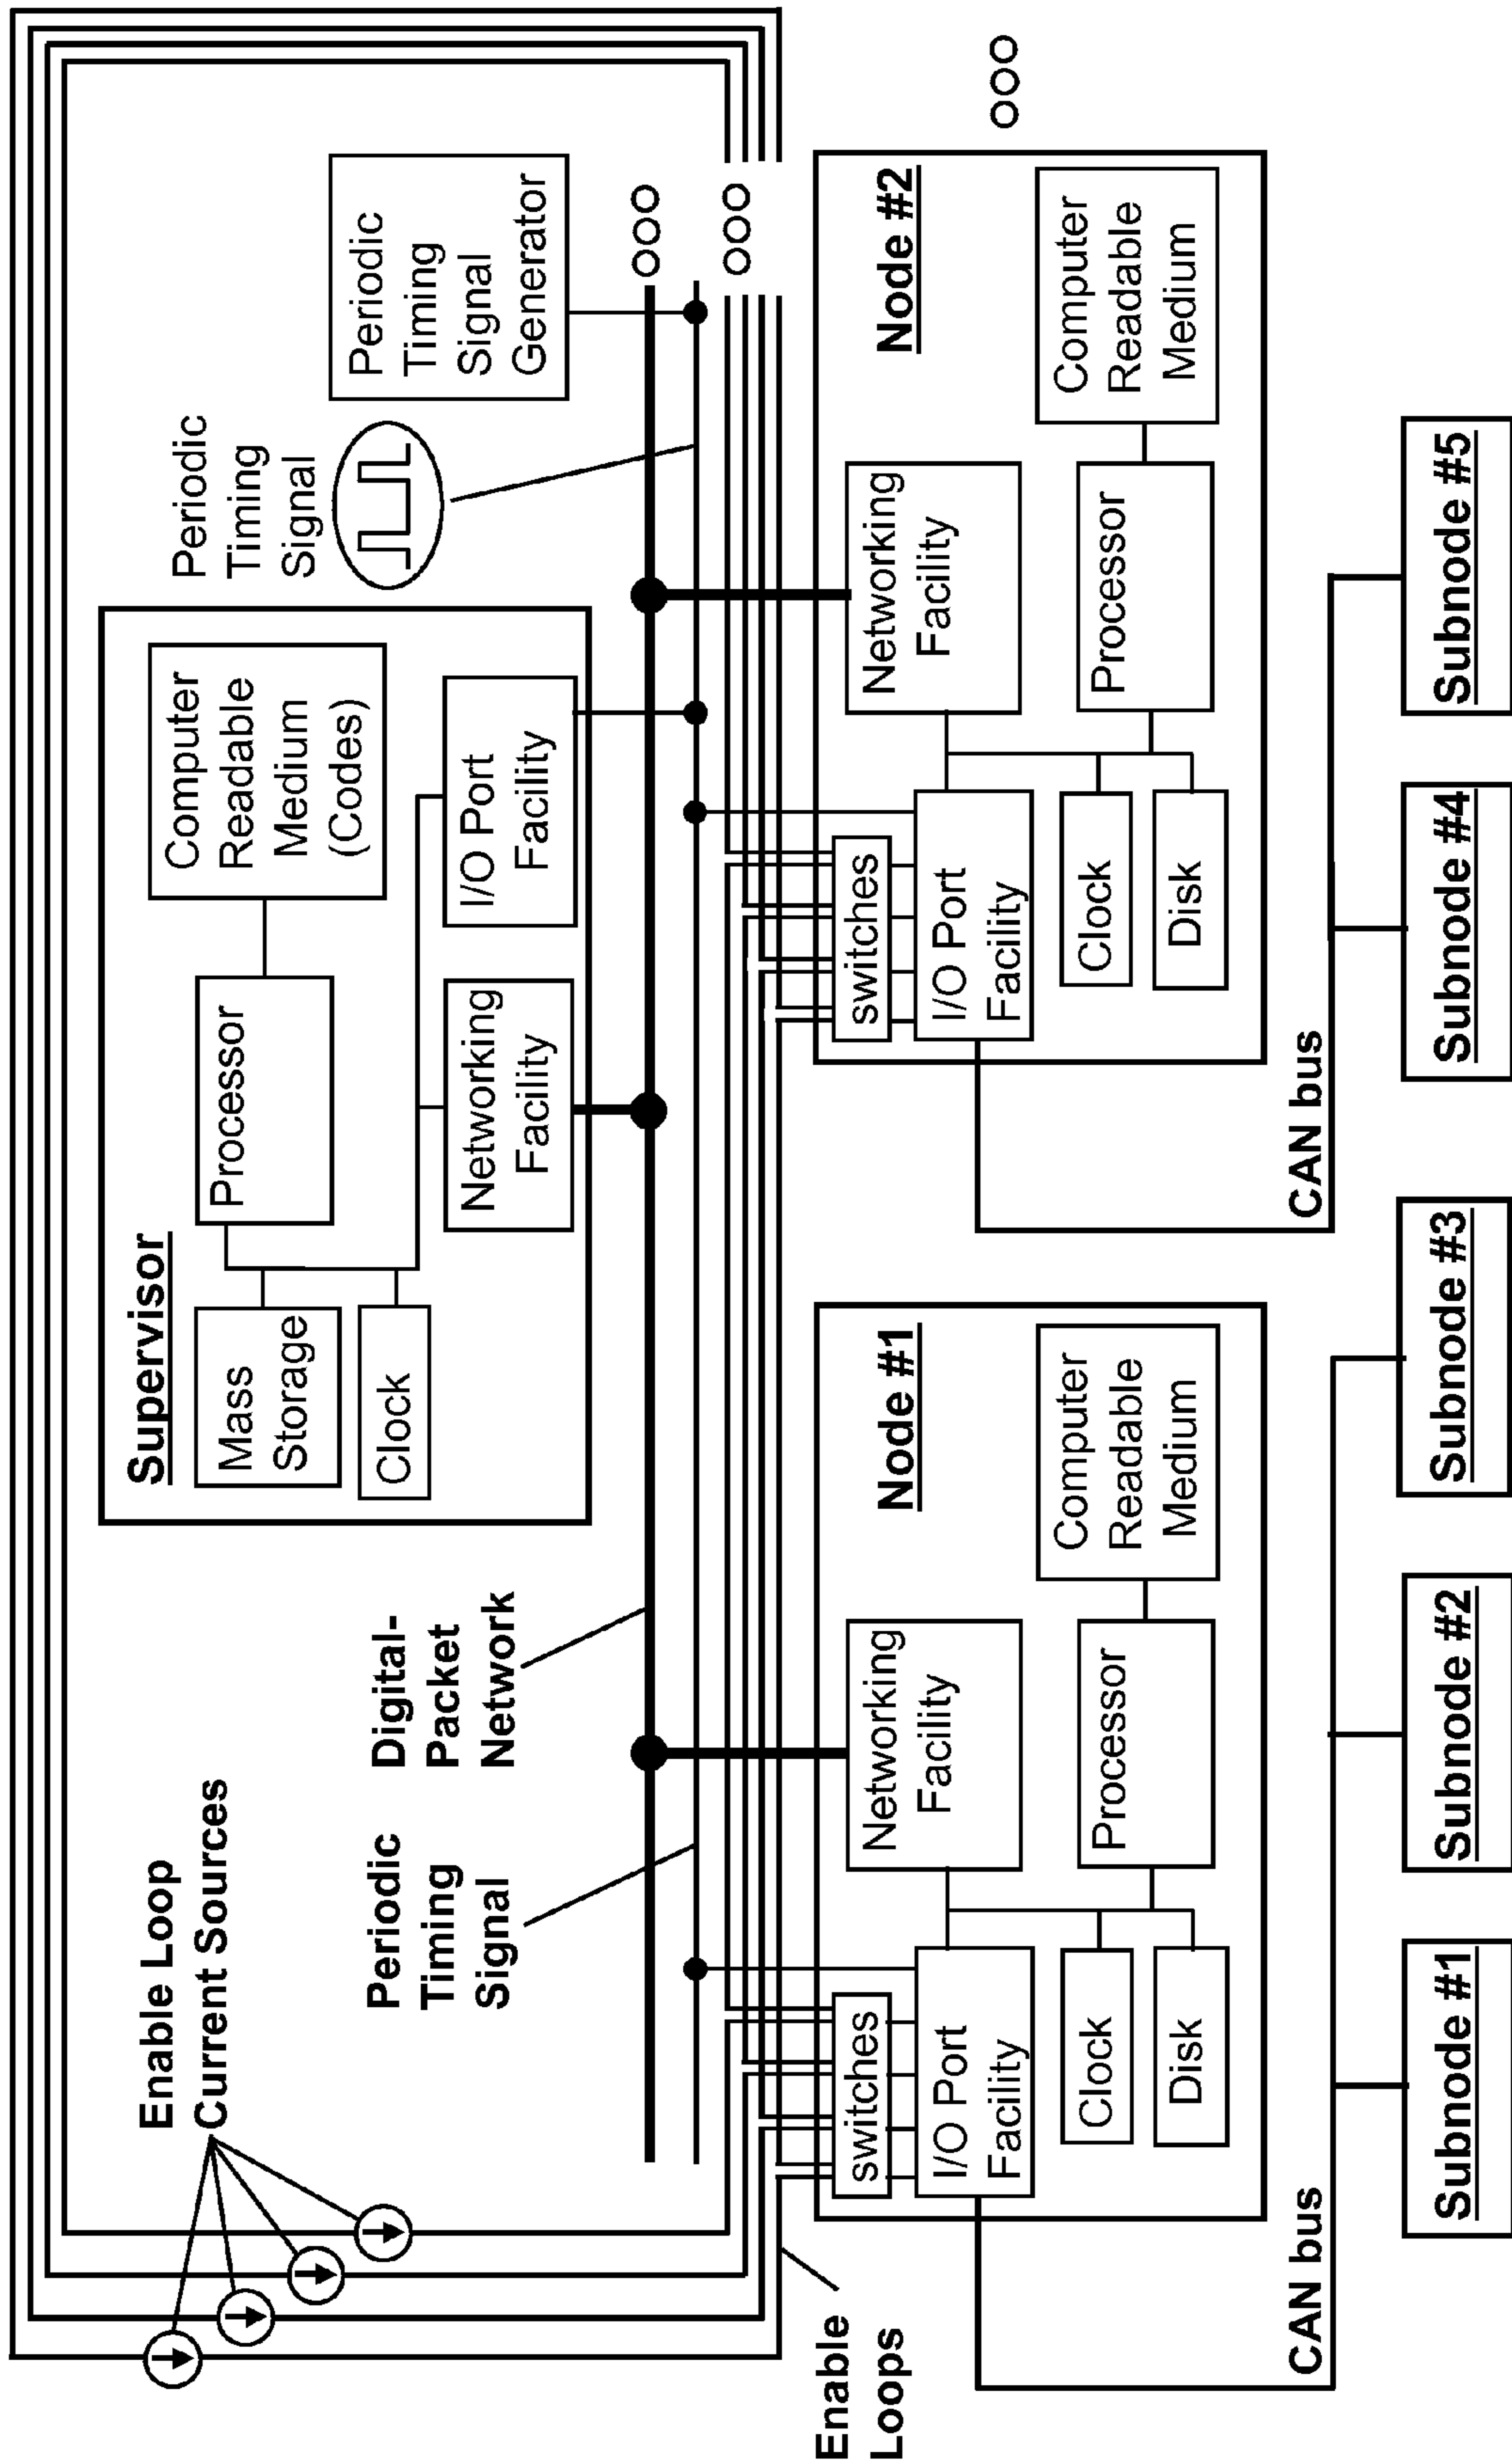 Enable Loop
Current Sources
Supervisor
Mass
Storage
Clock
Processor
Computer
Readable
Medium
(Codes)
Networking
Facility
I/O Port
Facility
Periodic
Timing
Signal
Periodic
Timing
Signal
Generator
Periodic
Timing
Signal
Digital-
Packet
Network
Enable
Loops
Node #1
switches
I/O Port
Facility
Networking
Facility
Clock
Disk
Processor
Computer
Readable
Medium
Node #2
switches
I/O Port
Facility
Networking
Facility
Clock
Disk
Processor
Computer
Readable
Medium
CAN bus
CAN bus
Subnode #1
Subnode #2
Subnode #3
Subnode #4
Subnode #5